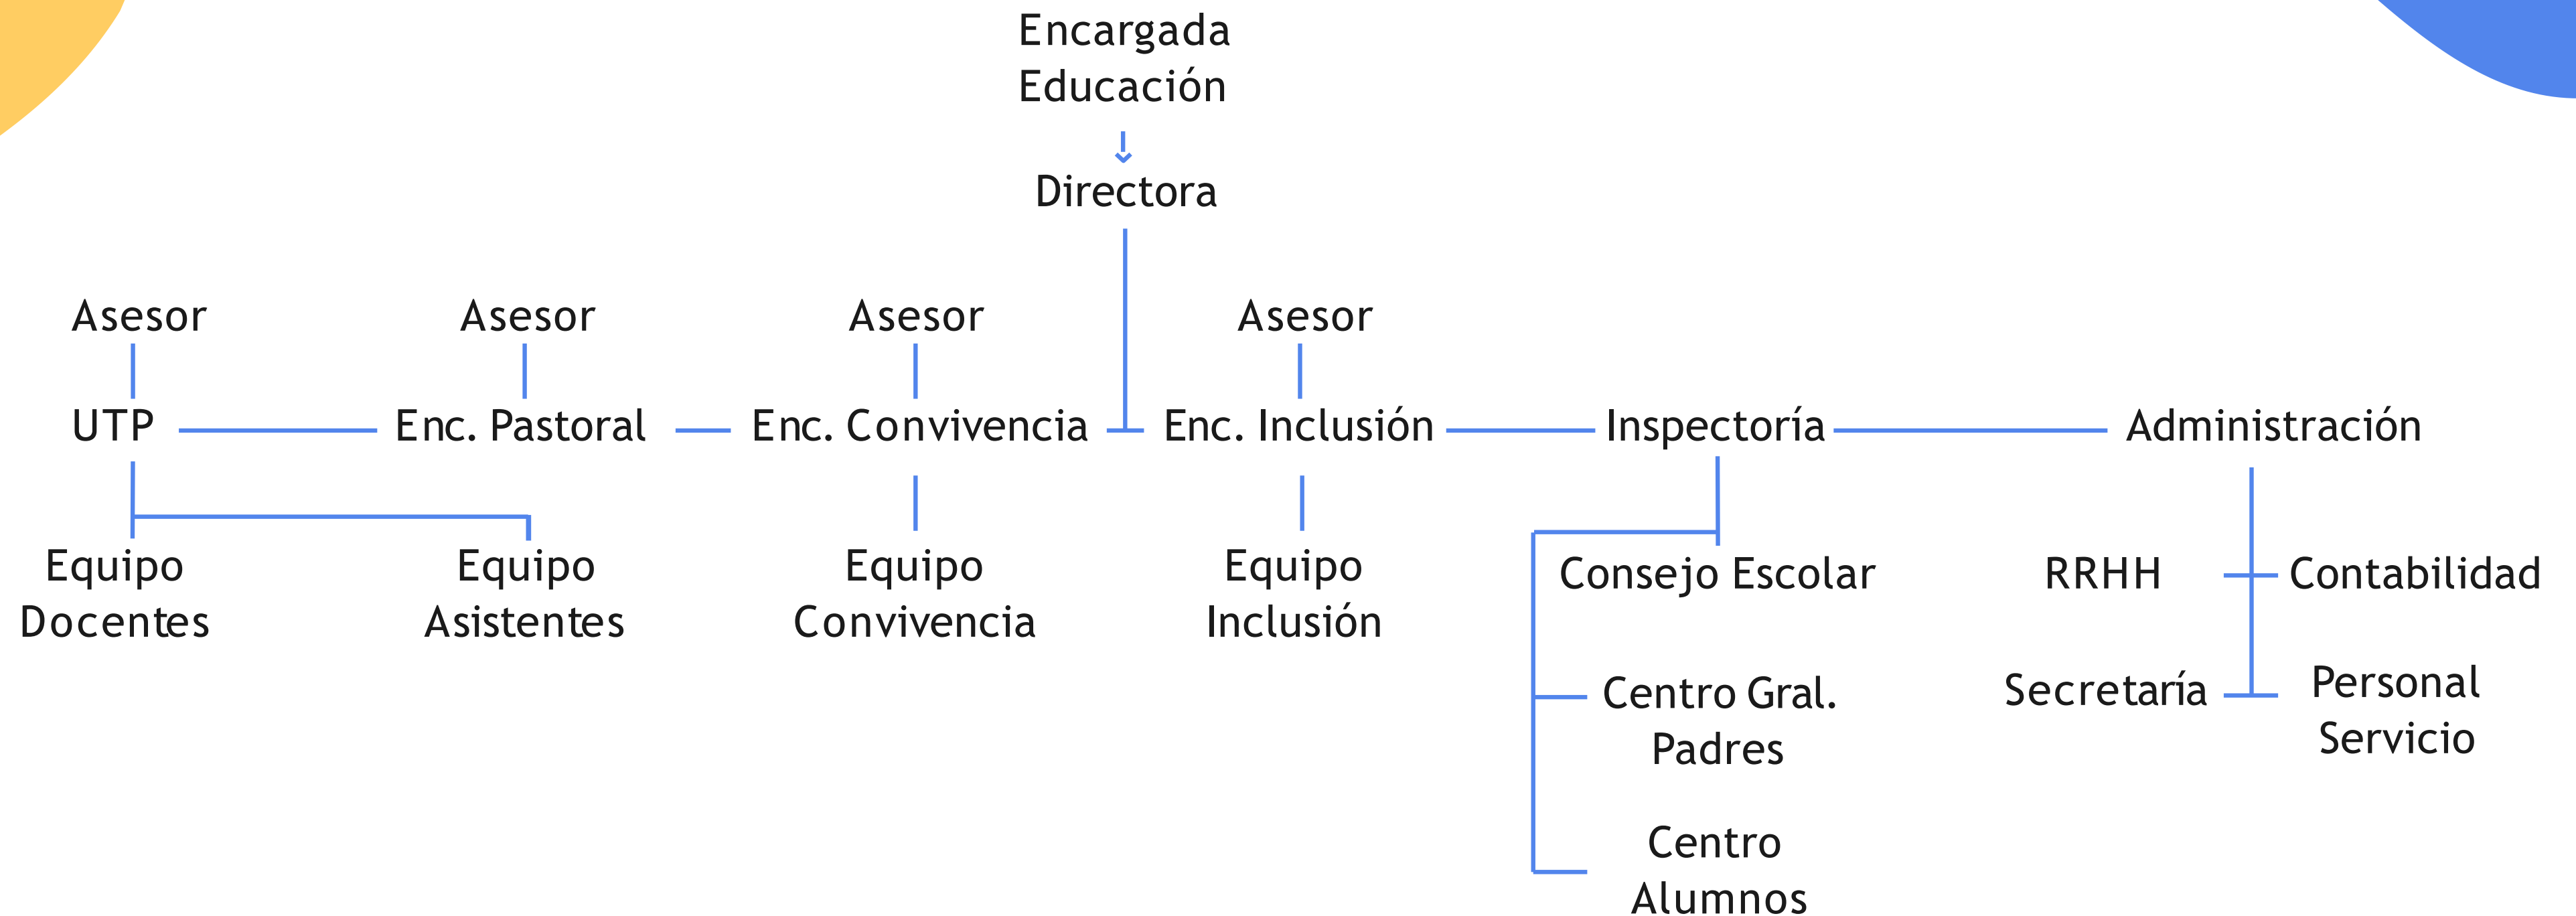 Encargada
Educación
Directora
Asesor
Asesor
Asesor
Asesor
UTP
Enc. Pastoral
Enc. Convivencia
Enc. Inclusión
Inspectoría
Administración
Equipo
Docentes
Equipo
Asistentes
Equipo
Convivencia
Equipo
Inclusión
Consejo Escolar
RRHH
Contabilidad
Centro Gral.
Padres
Secretaría
Personal
Servicio
Centro
Alumnos